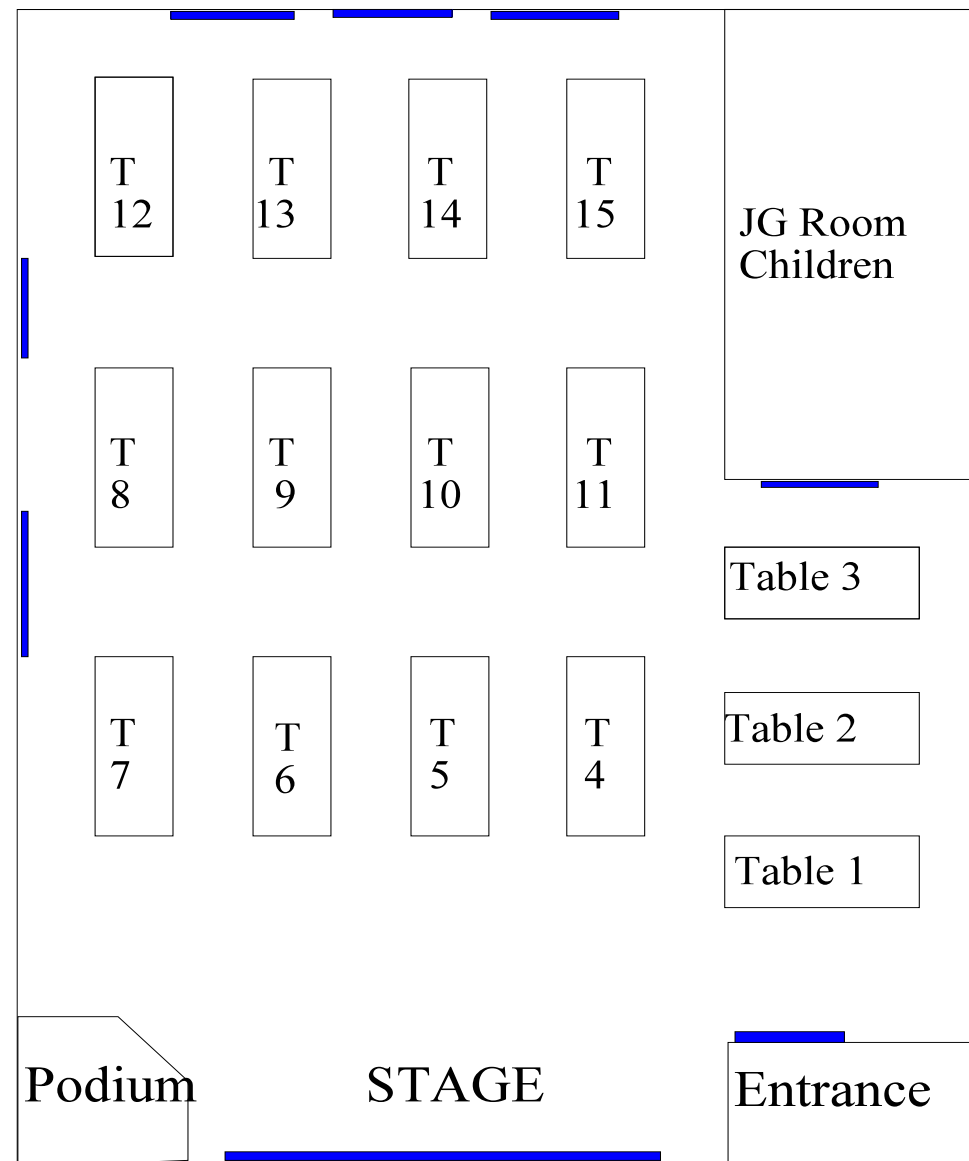 T
12
T
13
T
14
T
15
JG Room
Children
T
8
T
9
T
10
T
11
Table 3
T
7
T
6
T
5
T
4
Table 2
Table 1
Podium
STAGE
Entrance